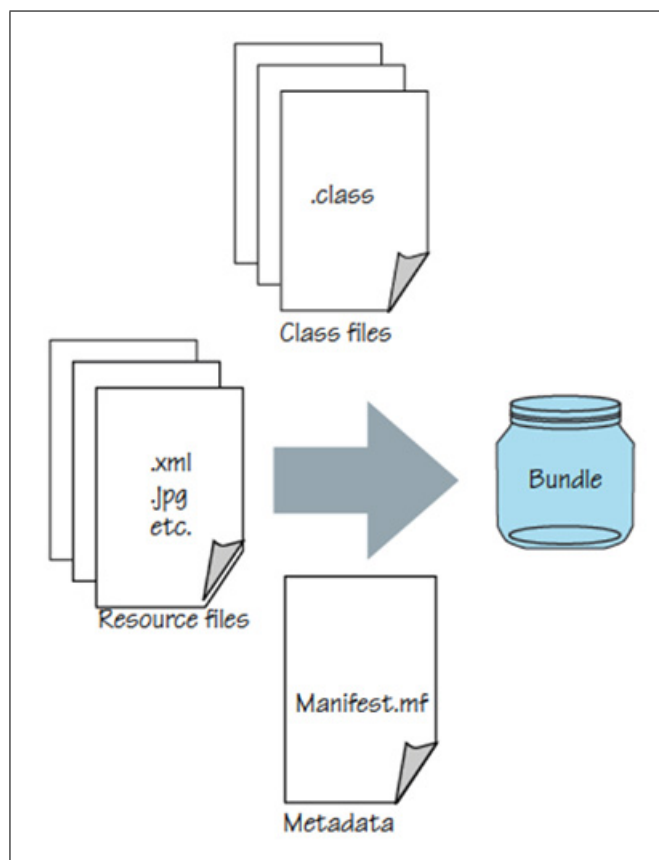 .class
Class files
.xml
.jpg
etc.
Resource files
Bundle
Manifest.mf
Metadata